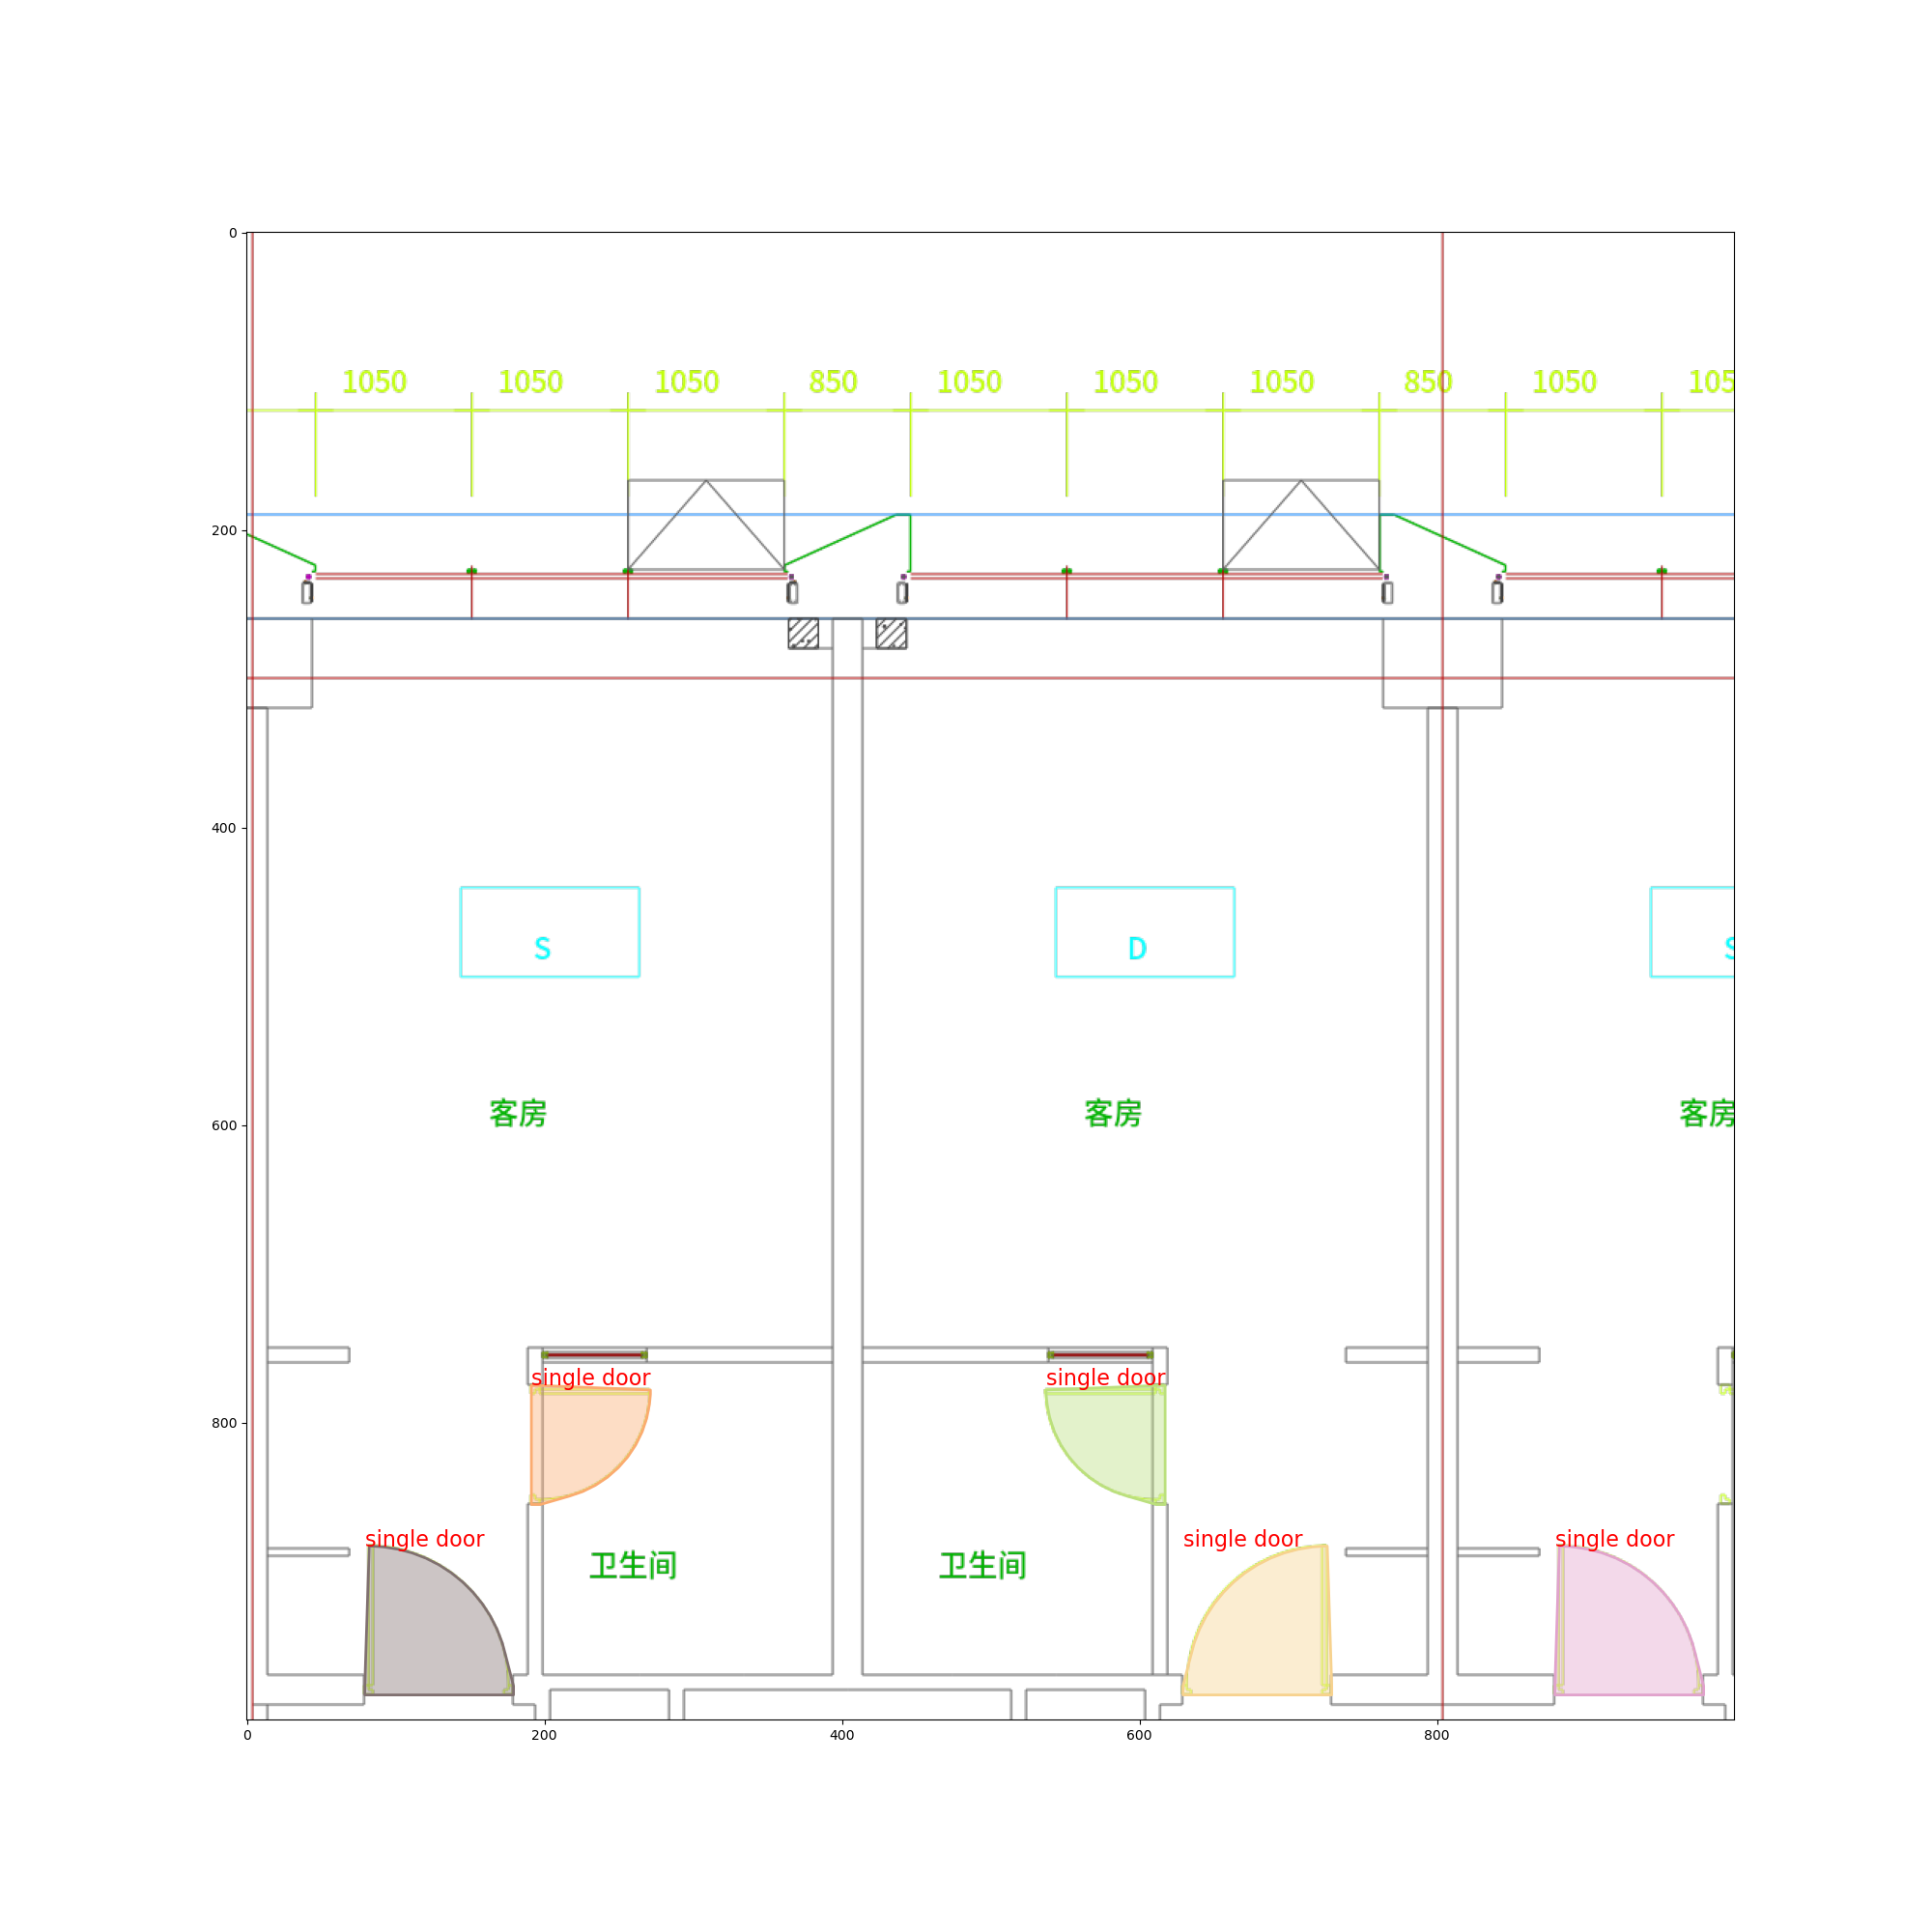 0
1050 1050 1050 850 1050 1050 1050 850 1050 105
200
400
S D S
客房 客房 客房
600
single door single door
800
single door single door single door
卫生间 卫生间
0 200 400 600 800